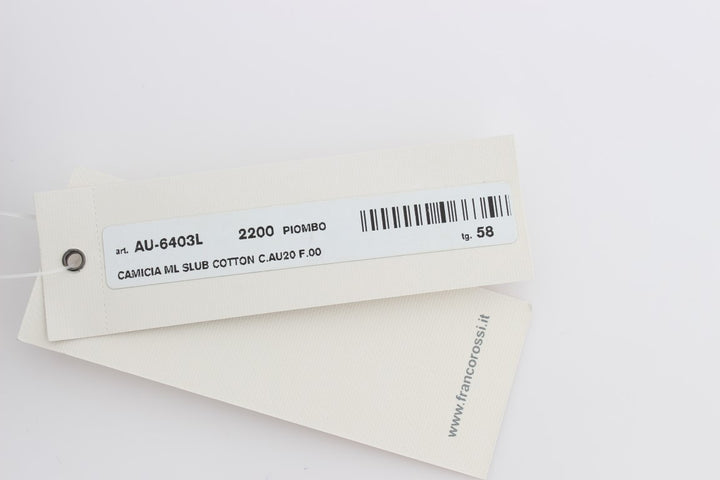 art. AU-6403L 2200 PIOMBO
tg. 58
CAMICIA ML SLUB COTTON C.AU20 F.00
www.francorossi.it